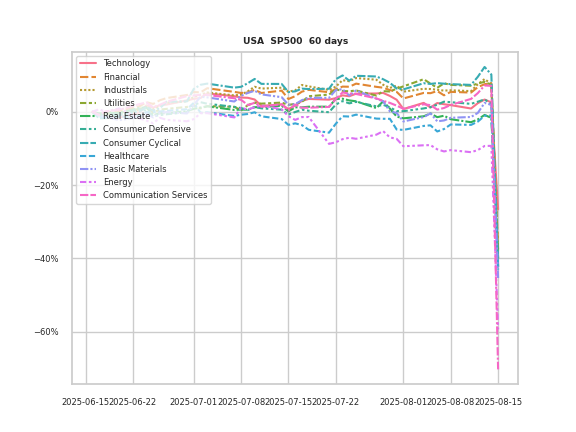 USA SP500 60 days
Technology
Financial
Industrials
Utilities
Real Estate
Consumer Defensive
Consumer Cyclical
Healthcare
Basic Materials
Energy
Communication Services
0%
−20%
−40%
−60%
2025-06-15 2025-06-22 2025-07-01 2025-07-08 2025-07-15 2025-07-22 2025-08-01 2025-08-08 2025-08-15